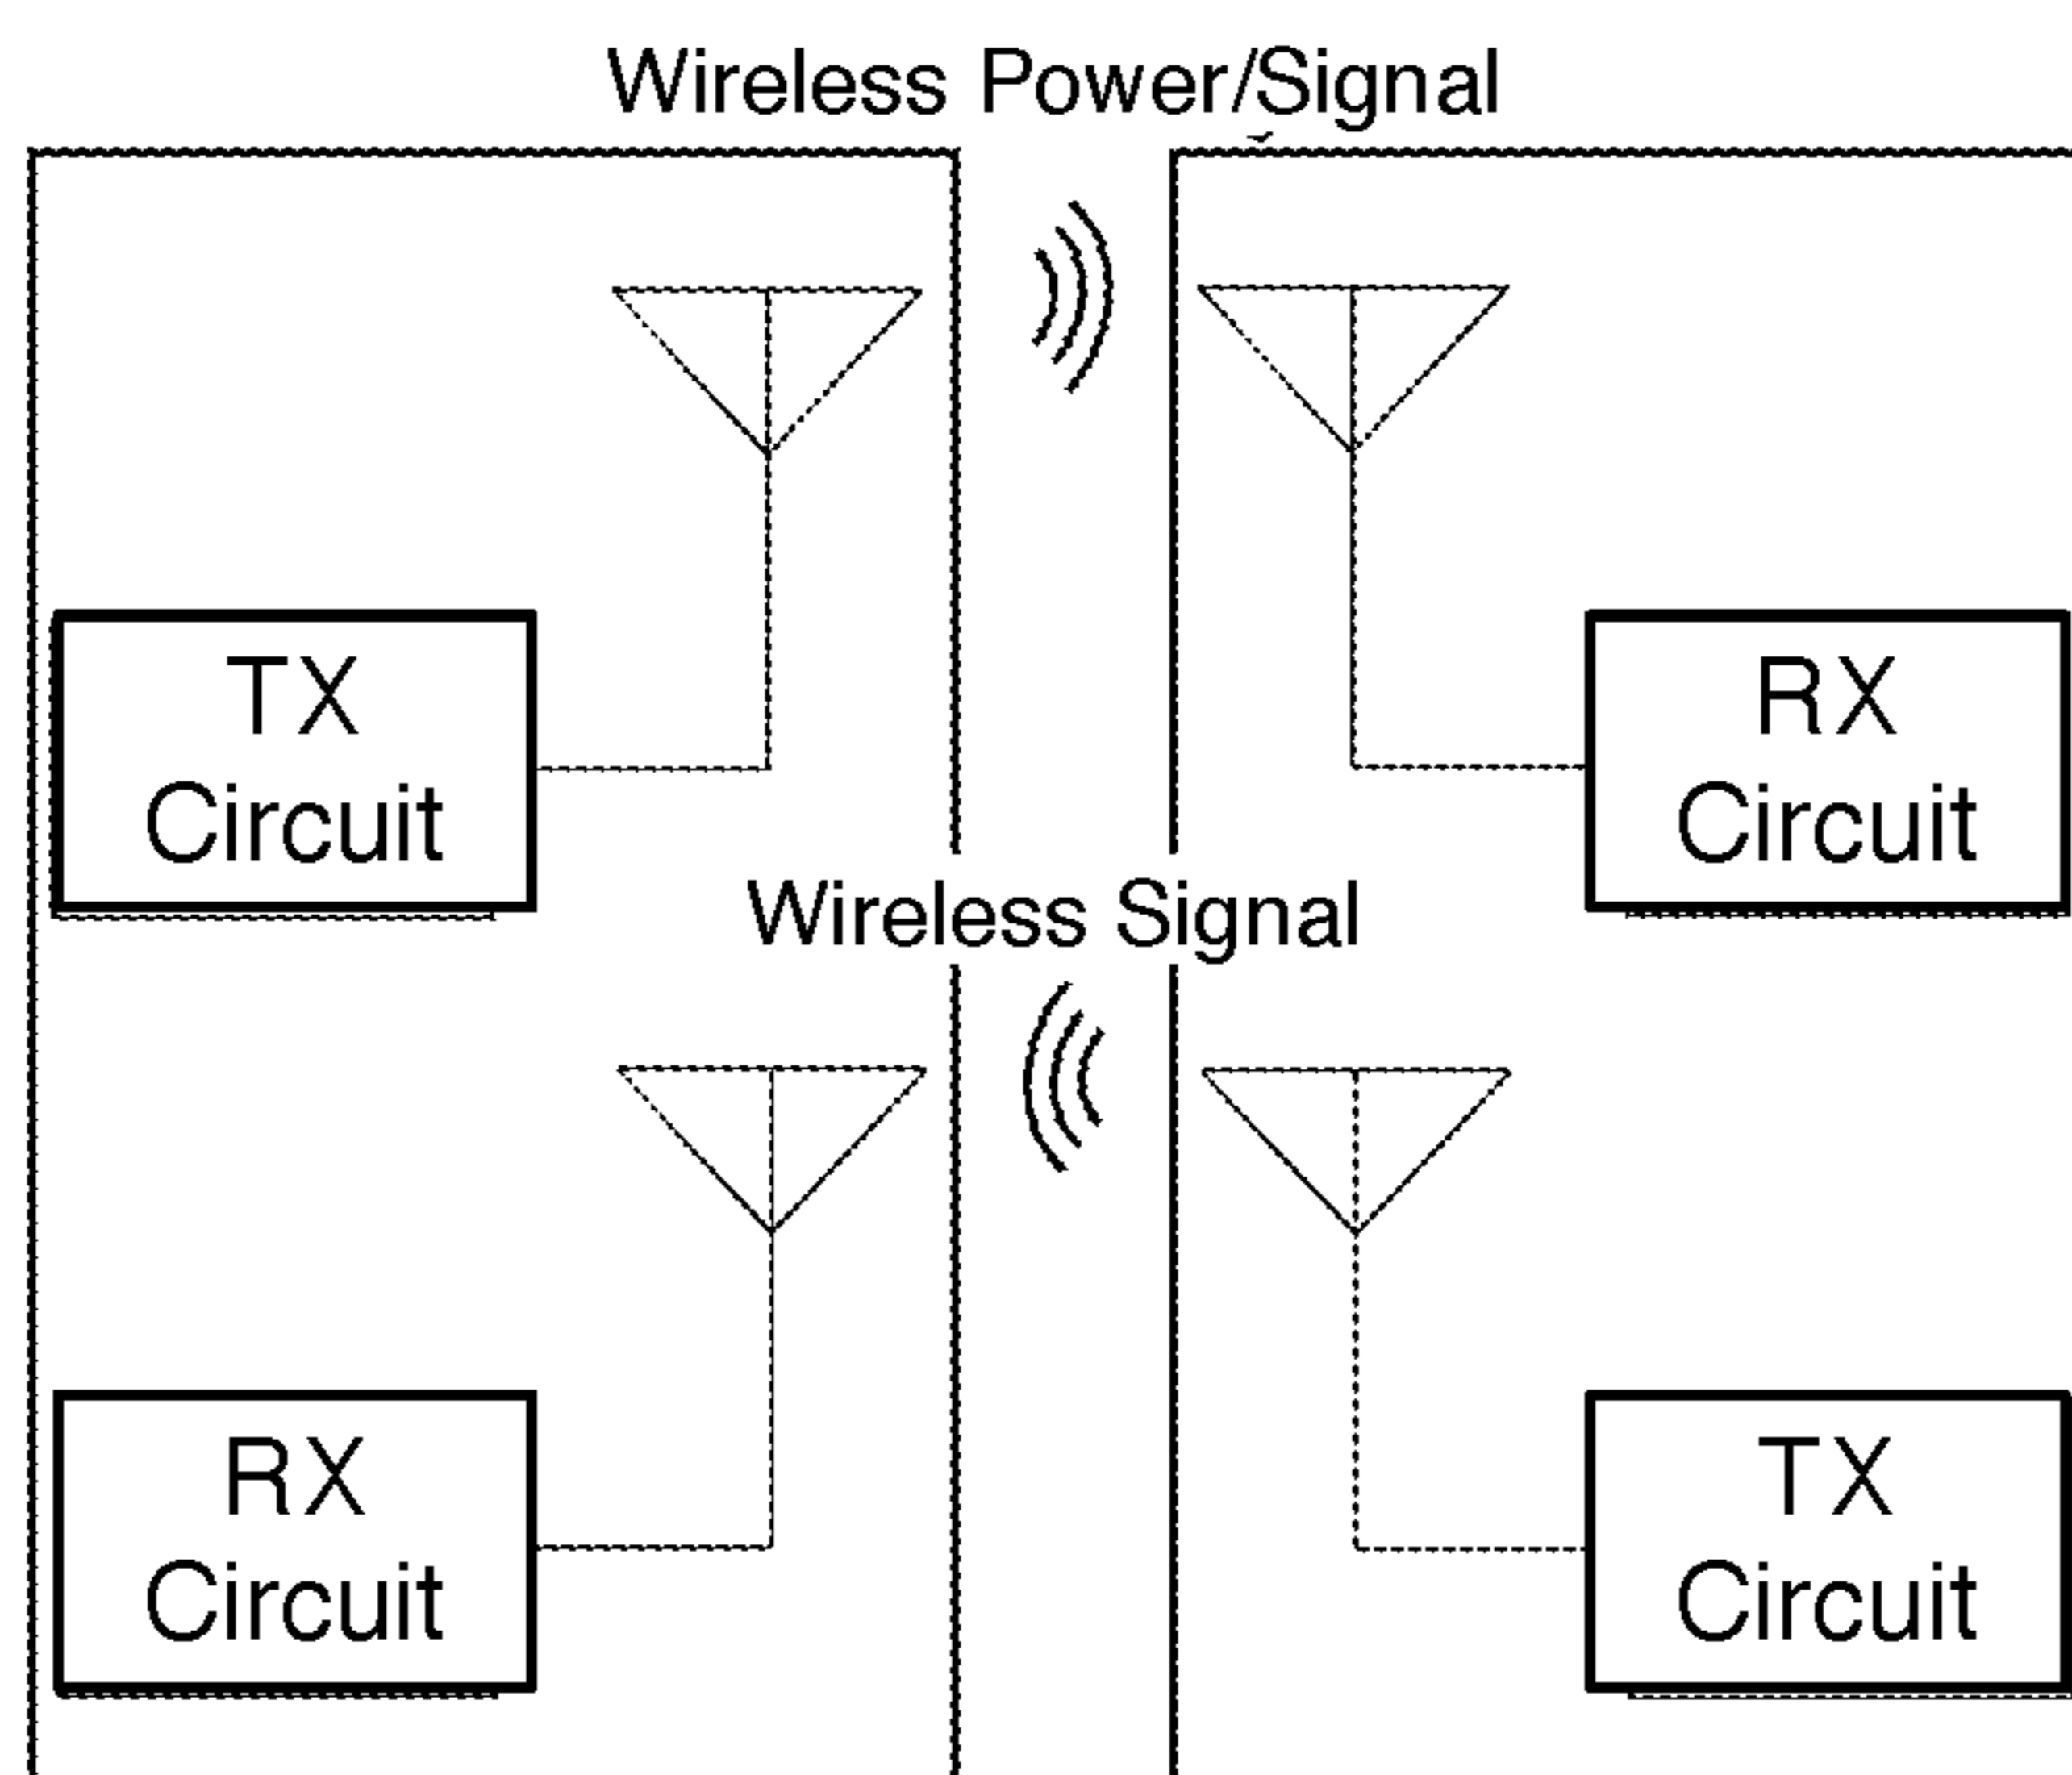 Wireless Power/Signal
TX
Circuit
RX
Circuit
Wireless Signal
RX
Circuit
TX
Circuit